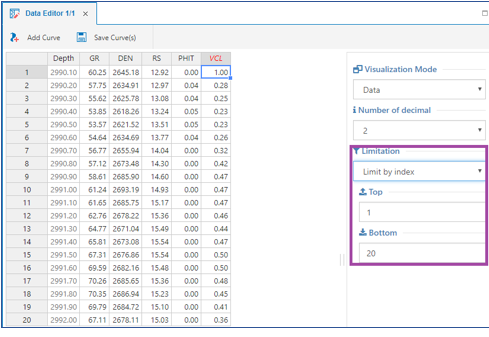 Data Editor 1/1 ×
Add Curve Save Curve(s)
Depth GR DEN RS PHIT VCL
1 2990.10 60.25 2645.18 12.92 0.00 1.00
2 2990.20 57.75 2634.91 12.97 0.04 0.28
3 2990.30 55.62 2625.78 13.08 0.04 0.25
4 2990.40 53.85 2618.26 13.24 0.05 0.23
5 2990.50 53.57 2621.52 13.51 0.05 0.23
6 2990.60 54.64 2634.69 13.77 0.04 0.26
7 2990.70 56.77 2655.94 14.04 0.00 0.32
8 2990.80 57.12 2673.48 14.30 0.00 0.42
9 2990.90 58.61 2685.90 14.60 0.00 0.47
10 2991.00 61.24 2693.19 14.93 0.00 0.47
11 2991.10 61.65 2685.75 15.17 0.00 0.47
12 2991.20 62.76 2678.22 15.36 0.00 0.46
13 2991.30 64.77 2671.04 15.49 0.00 0.44
14 2991.40 65.81 2673.08 15.54 0.00 0.47
15 2991.50 67.31 2676.86 15.54 0.00 0.50
16 2991.60 69.59 2682.16 15.48 0.00 0.50
17 2991.70 70.26 2685.65 15.36 0.00 0.48
18 2991.80 70.35 2686.94 15.23 0.00 0.45
19 2991.90 69.79 2684.72 15.10 0.00 0.41
20 2992.00 67.11 2678.11 15.03 0.00 0.36
Visualization Mode
Data
Number of decimal
2
Limitation
Limit by index
Top
1
Bottom
20